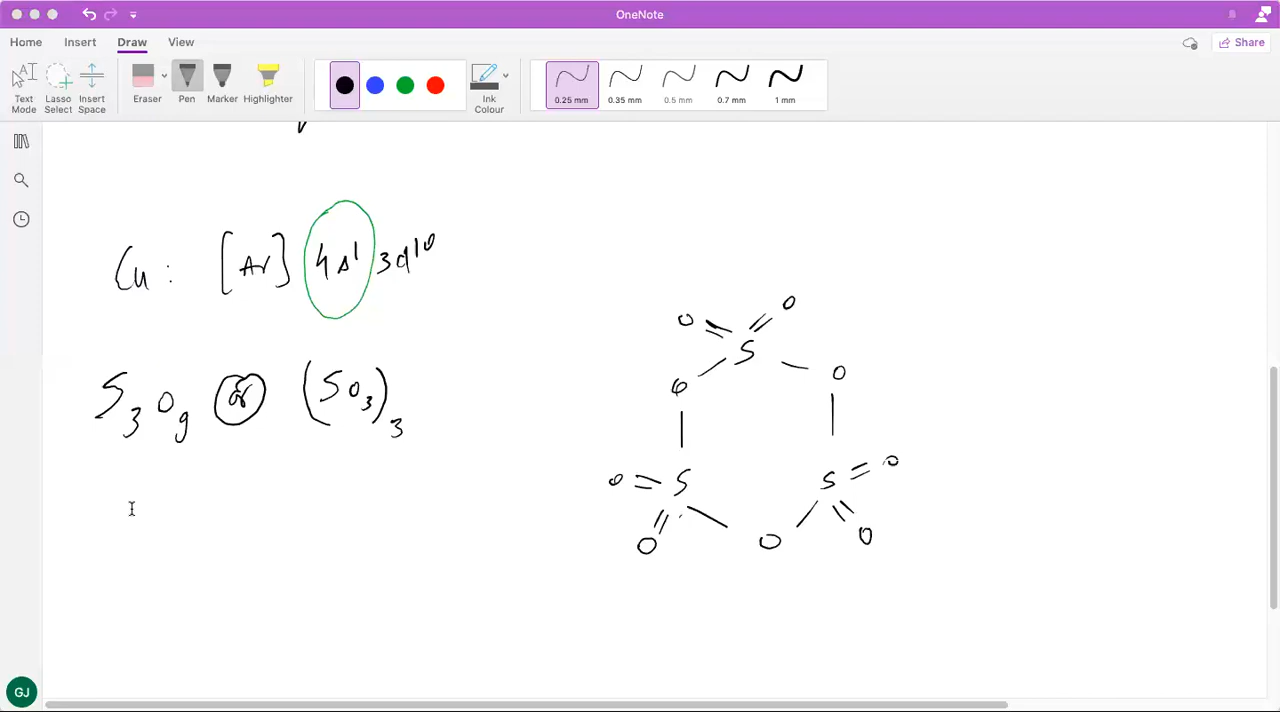 OneNote
Home Insert Draw View
Share
Text Mode
Lasso Select
Insert Space
Eraser
Pen
Marker
Highlighter
Ink Colour
0.25 mm
0.35 mm
0.5 mm
0.7 mm
1 mm
Cu : [Ar] 4s¹ 3d¹⁰
S₃O₉ or (SO₃)₃
O = S = O
O O
O = S S = O
O O O
GJ